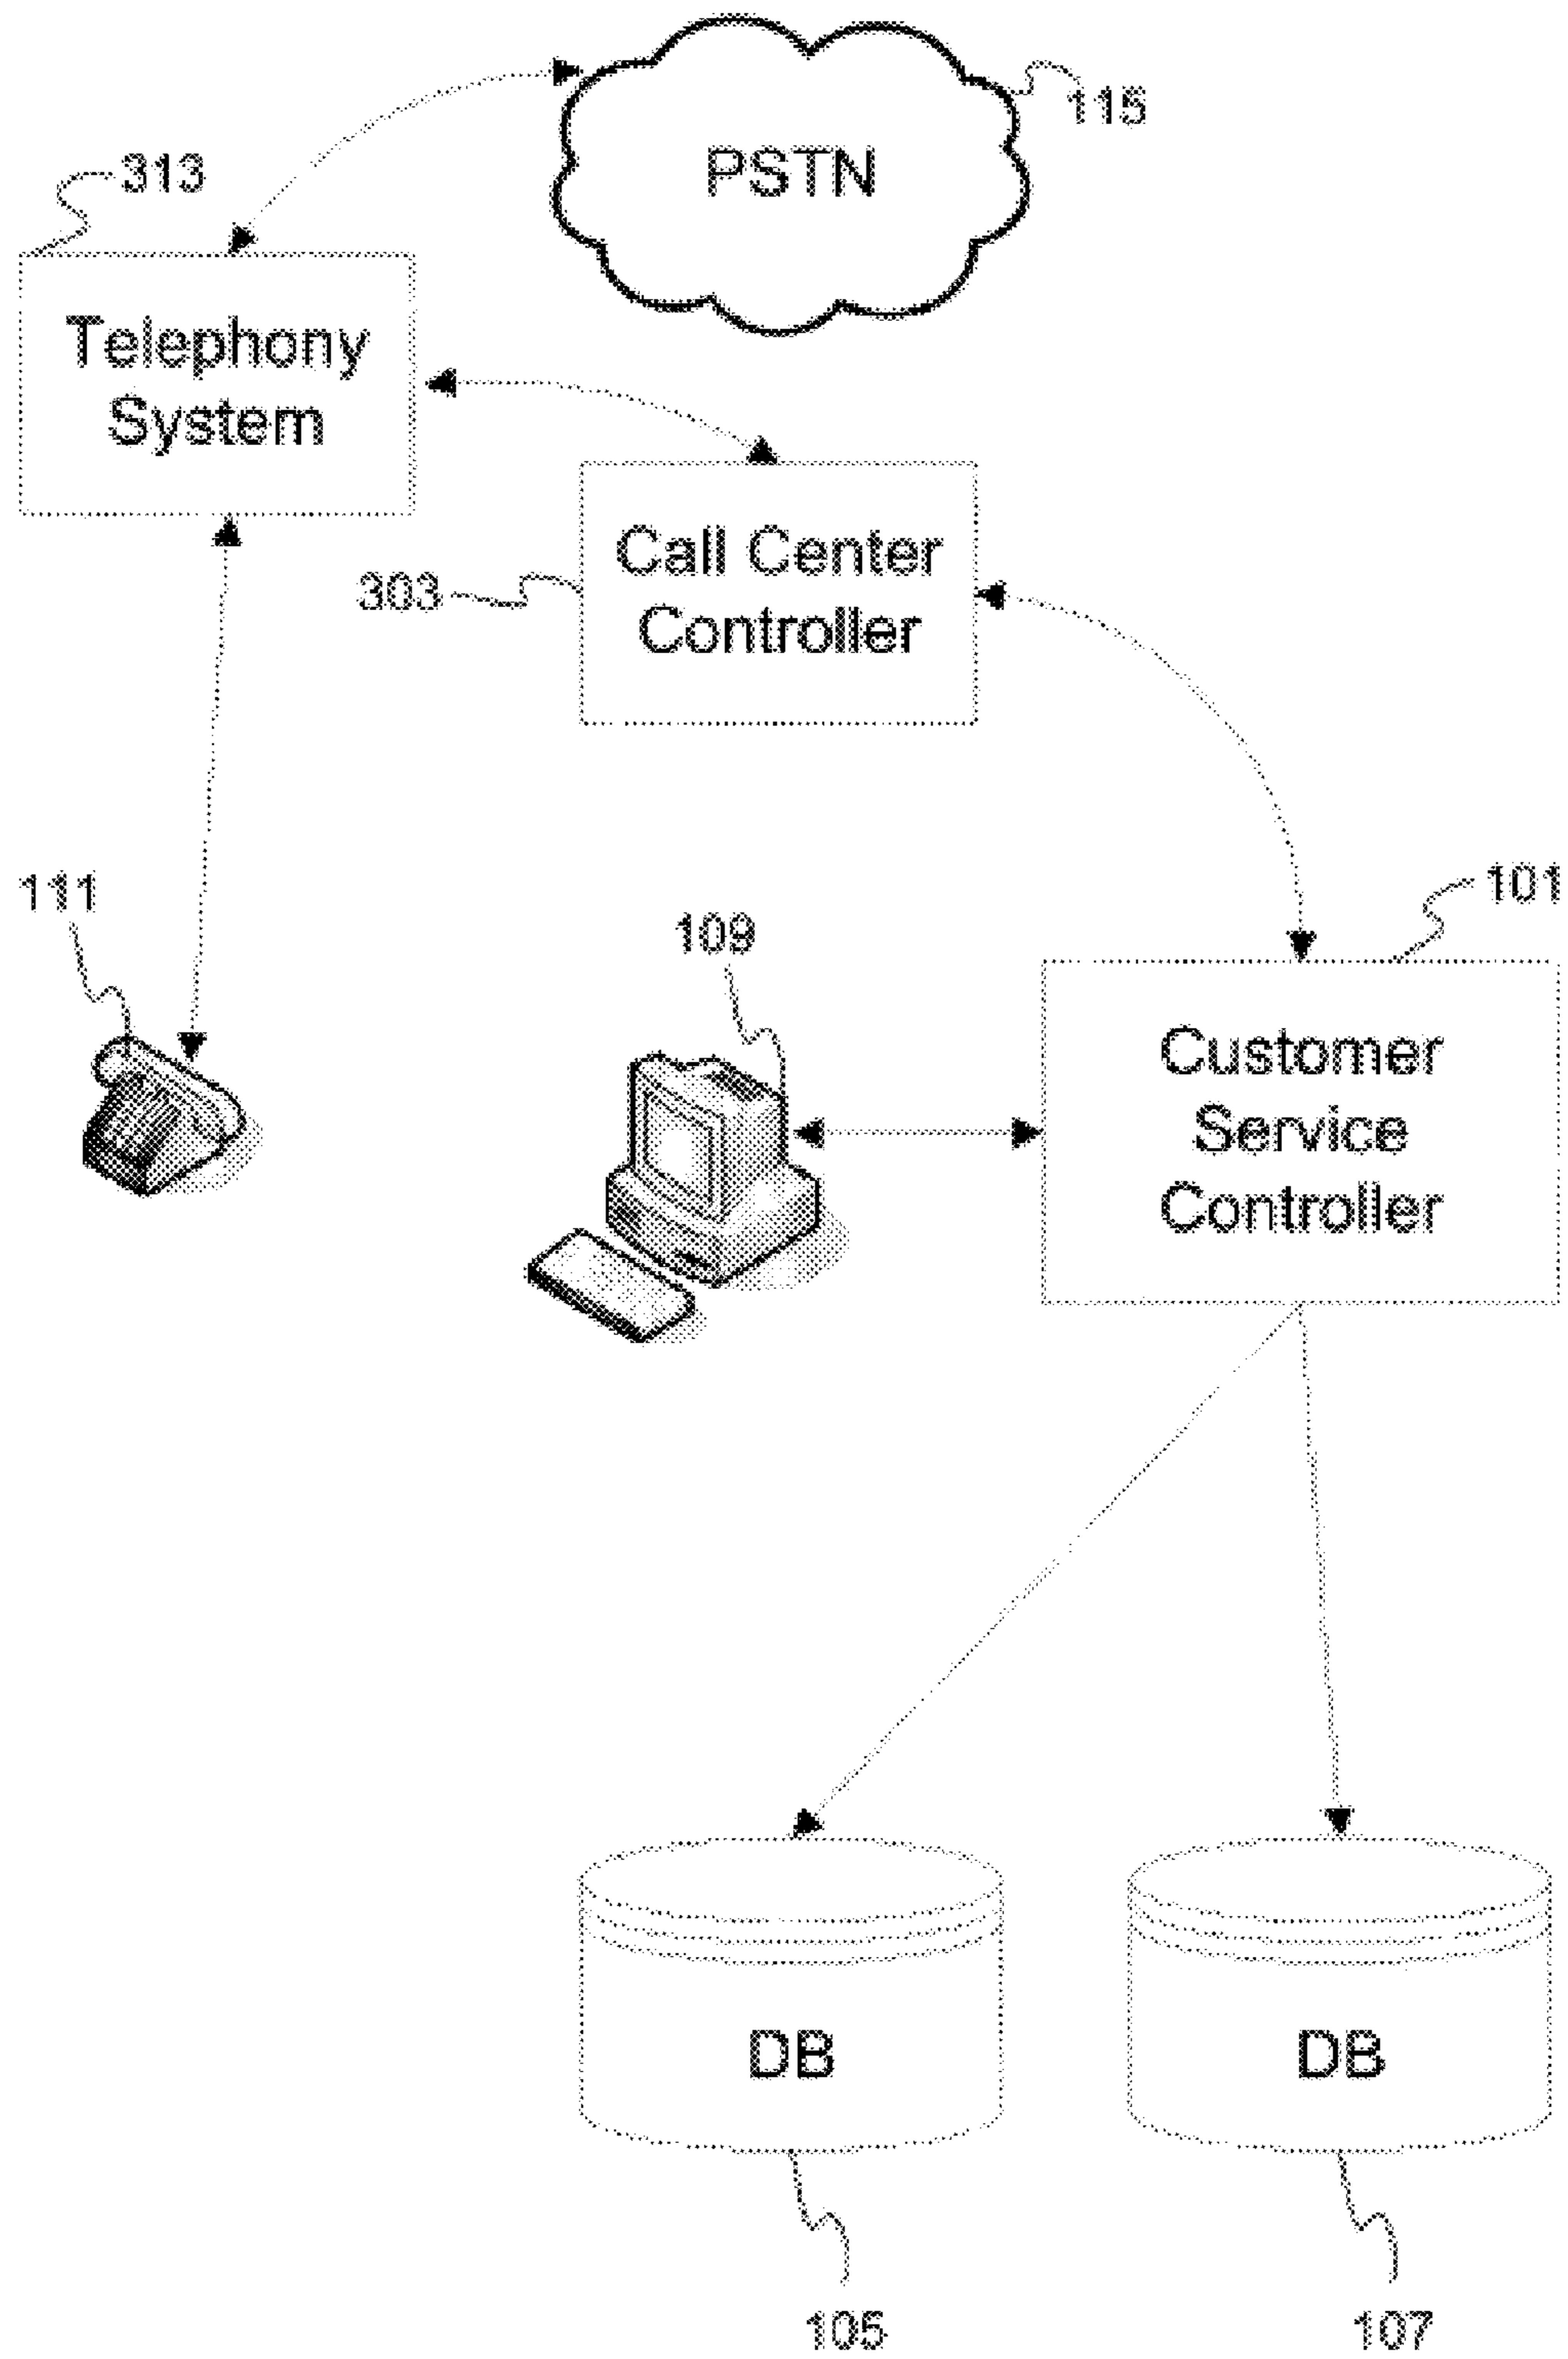 115
PSTN
313
Telephony
System
Call Center
Controller
303
111
109
101
Customer
Service
Controller
DB
DB
105
107